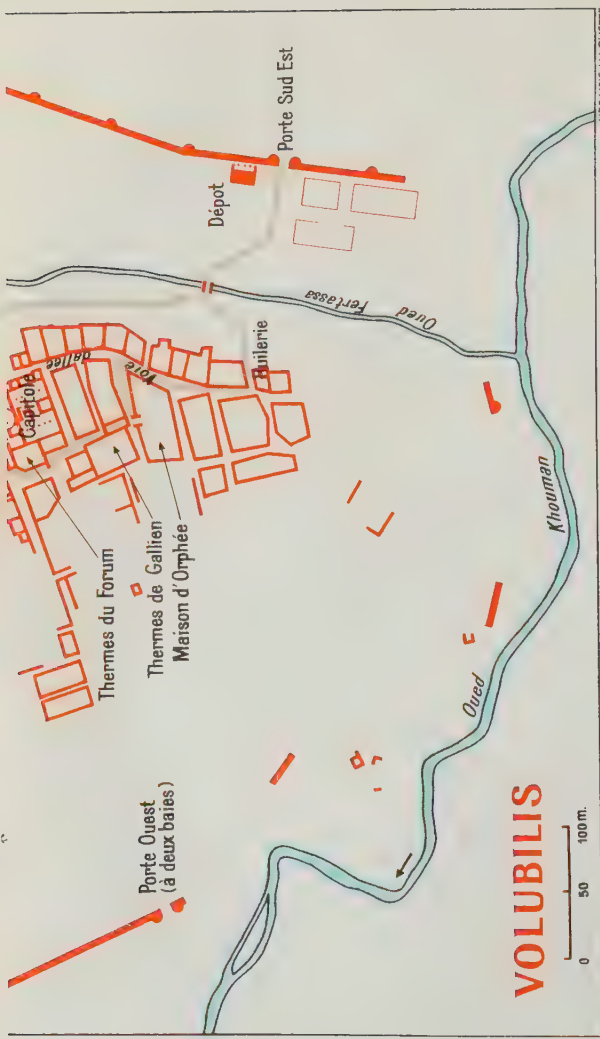 Porte Sud Est
Dépot
Oued Fertassa
Capitole
Voie
gallee
Huilerie
Thermes du Forum
Thermes de Gallien
Maison d'Orphée
Porte Ouest
(à deux baies)
Oued Khouman
VOLUBILIS
0 50 100 m.